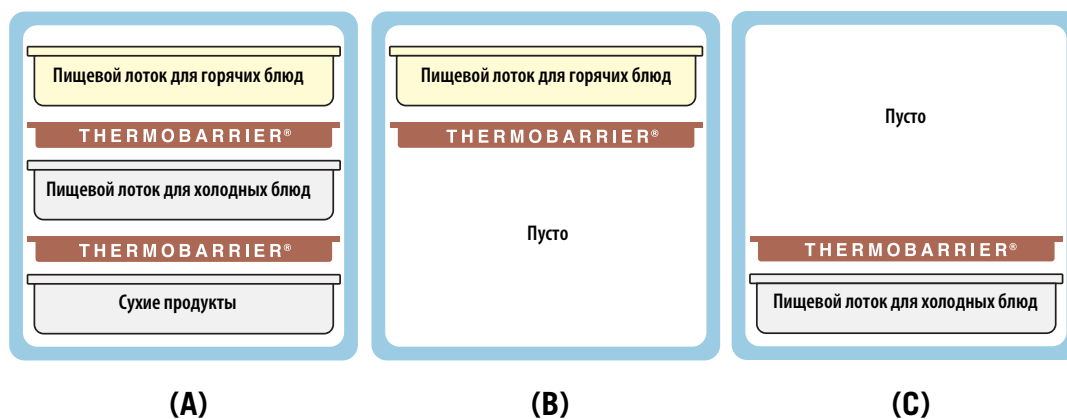 Пищевой лоток для горячих блюд
THERMOBARRIER®
Пищевой лоток для холодных блюд
THERMOBARRIER®
Сухие продукты
(A)
Пищевой лоток для горячих блюд
THERMOBARRIER®
Пусто
(B)
Пусто
THERMOBARRIER®
Пищевой лоток для холодных блюд
(C)